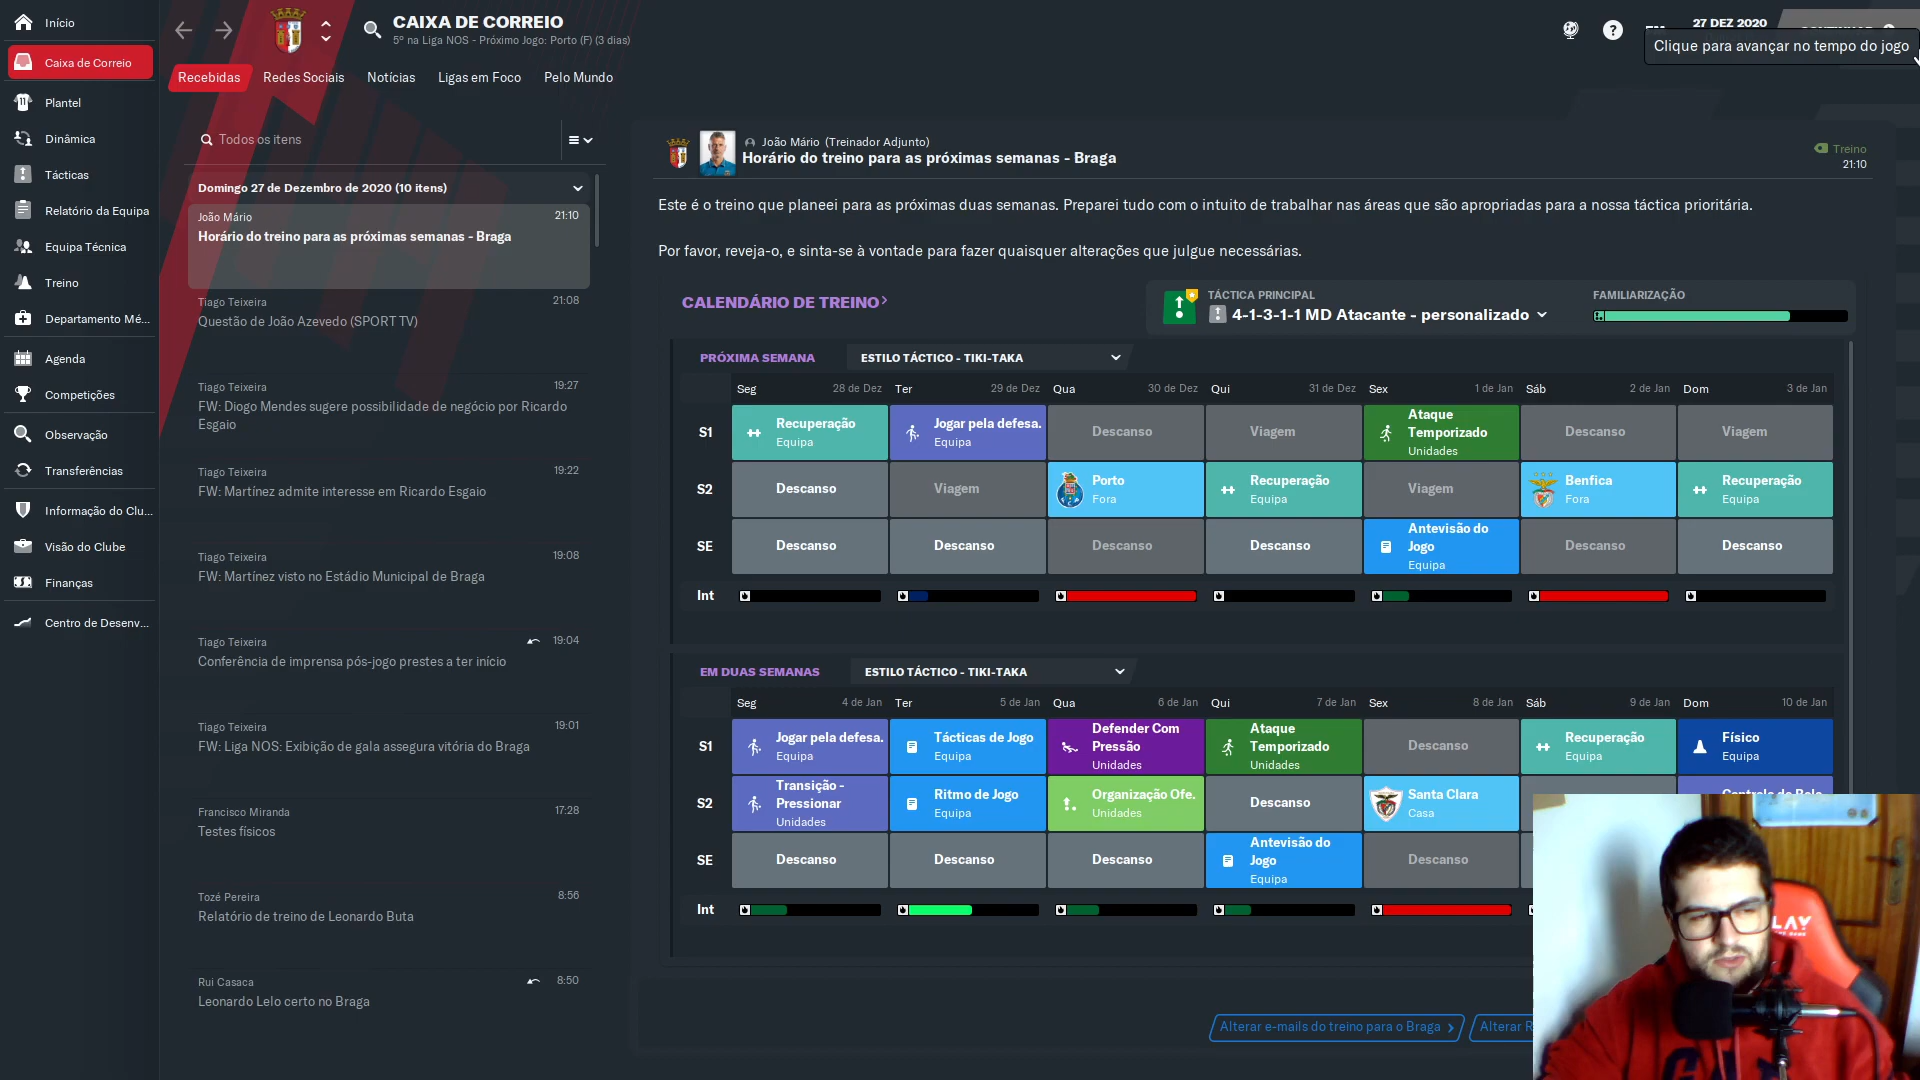 Início
Caixa de Correio
Plantel
Dinâmica
Tácticas
Relatório da Equipa
Equipa Técnica
Treino
Departamento Mé...
Agenda
Competições
Observação
Transferências
Informação do Clu...
Visão do Clube
Finanças
Centro de Desenv...
CAIXA DE CORREIO
5º na Liga NOS - Próximo Jogo: Porto (F) (3 dias)
27 DEZ 2020
Clique para avançar no tempo do jogo
Recebidas
Redes Sociais
Notícias
Ligas em Foco
Pelo Mundo
Todos os itens
Domingo 27 de Dezembro de 2020 (10 itens)
João Mário 21:10
Horário do treino para as próximas semanas - Braga
Tiago Teixeira 21:08
Questão de João Azevedo (SPORT TV)
Tiago Teixeira 19:27
FW: Diogo Mendes sugere possibilidade de negócio por Ricardo
Esgaio
Tiago Teixeira 19:22
FW: Martínez admite interesse em Ricardo Esgaio
Tiago Teixeira 19:08
FW: Martínez visto no Estádio Municipal de Braga
Tiago Teixeira 19:04
Conferência de imprensa pós-jogo prestes a ter início
Tiago Teixeira 19:01
FW: Liga NOS: Exibição de gala assegura vitória do Braga
Francisco Miranda 17:28
Testes físicos
Tozé Pereira 8:56
Relatório de treino de Leonardo Buta
Rui Casaca 8:50
Leonardo Lelo certo no Braga
João Mário (Treinador Adjunto)
Horário do treino para as próximas semanas - Braga
Treino
21:10
Este é o treino que planeei para as próximas duas semanas. Preparei tudo com o intuito de trabalhar nas áreas que são apropriadas para a nossa táctica prioritária.
Por favor, reveja-o, e sinta-se à vontade para fazer quaisquer alterações que julgue necessárias.
CALENDÁRIO DE TREINO
TÁCTICA PRINCIPAL
4-1-3-1-1 MD Atacante - personalizado
FAMILIARIZAÇÃO
PRÓXIMA SEMANA ESTILO TÁCTICO - TIKI-TAKA
Seg 28 de Dez Ter 29 de Dez Qua 30 de Dez Qui 31 de Dez Sex 1 de Jan Sáb 2 de Jan Dom 3 de Jan
S1
Recuperação
Equipa
Jogar pela defesa.
Equipa
Descanso
Viagem
Ataque
Temporizado
Unidades
Descanso
Viagem
S2
Descanso
Viagem
Porto
Fora
Recuperação
Equipa
Viagem
Benfica
Fora
Recuperação
Equipa
SE
Descanso
Descanso
Descanso
Descanso
Antevisão do
Jogo
Equipa
Descanso
Descanso
Int
EM DUAS SEMANAS ESTILO TÁCTICO - TIKI-TAKA
Seg 4 de Jan Ter 5 de Jan Qua 6 de Jan Qui 7 de Jan Sex 8 de Jan Sáb 9 de Jan Dom 10 de Jan
S1
Jogar pela defesa.
Equipa
Tácticas de Jogo
Equipa
Defender Com
Pressão
Unidades
Ataque
Temporizado
Unidades
Descanso
Recuperação
Equipa
Físico
Equipa
S2
Transição -
Pressionar
Unidades
Ritmo de Jogo
Equipa
Organização Ofe.
Unidades
Descanso
Santa Clara
Casa
SE
Descanso
Descanso
Descanso
Antevisão do
Jogo
Equipa
Descanso
Int
Alterar e-mails do treino para o Braga
Alterar R